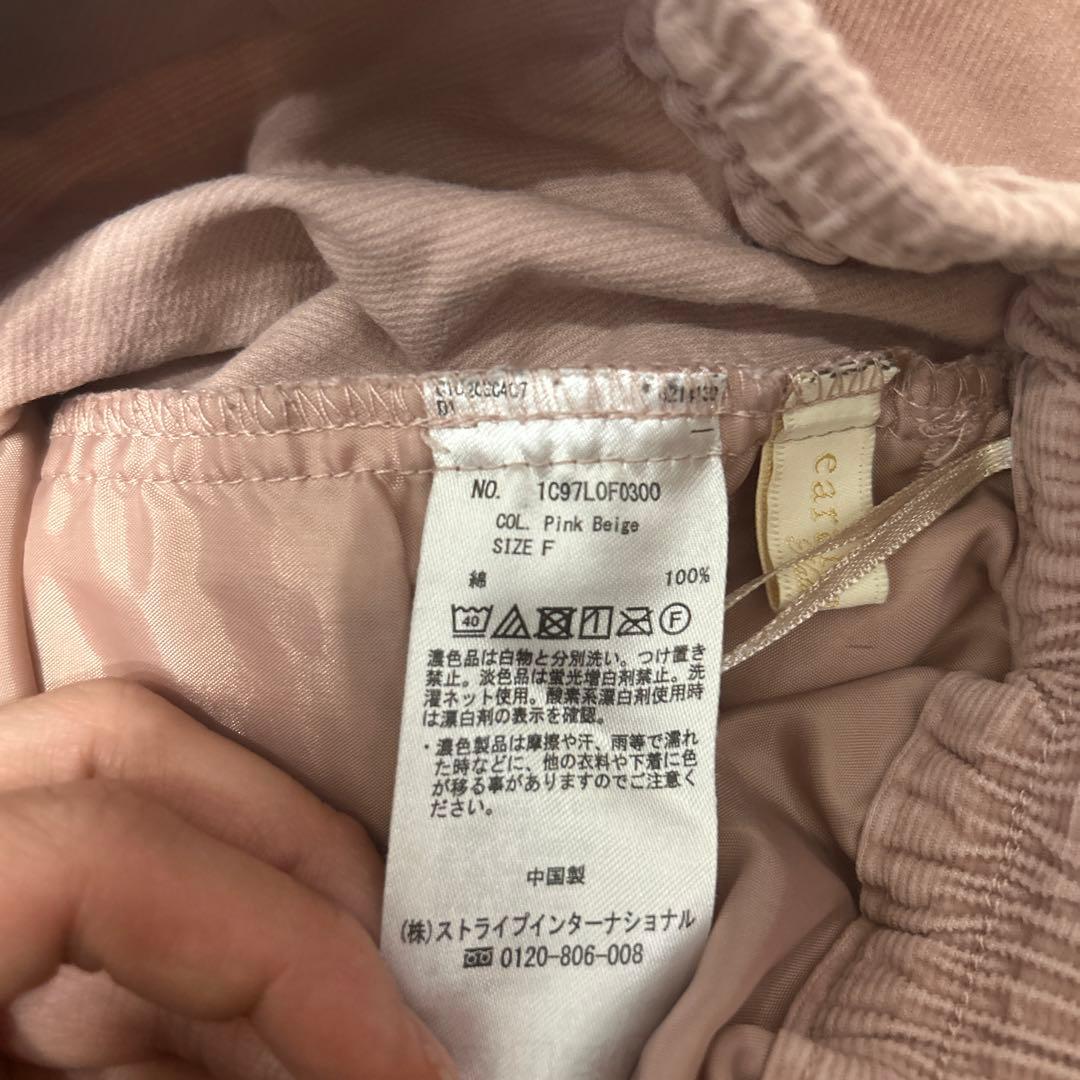 NO. 1C97L0F0300
COL. Pink Beige
SIZE F
綿 100%
40
F
濃色品は白物と分別洗い。つけ置き
禁止。淡色品は蛍光増白剤禁止。洗
濯ネット使用。酸素系漂白剤使用時
は漂白剤の表示を確認。
・濃色製品は摩擦や汗、雨等で濡れ
た時などに、他の衣料や下着に色
が移る事がありますのでご注意く
ださい。
中国製
(株)ストライプインターナショナル
0120-806-008